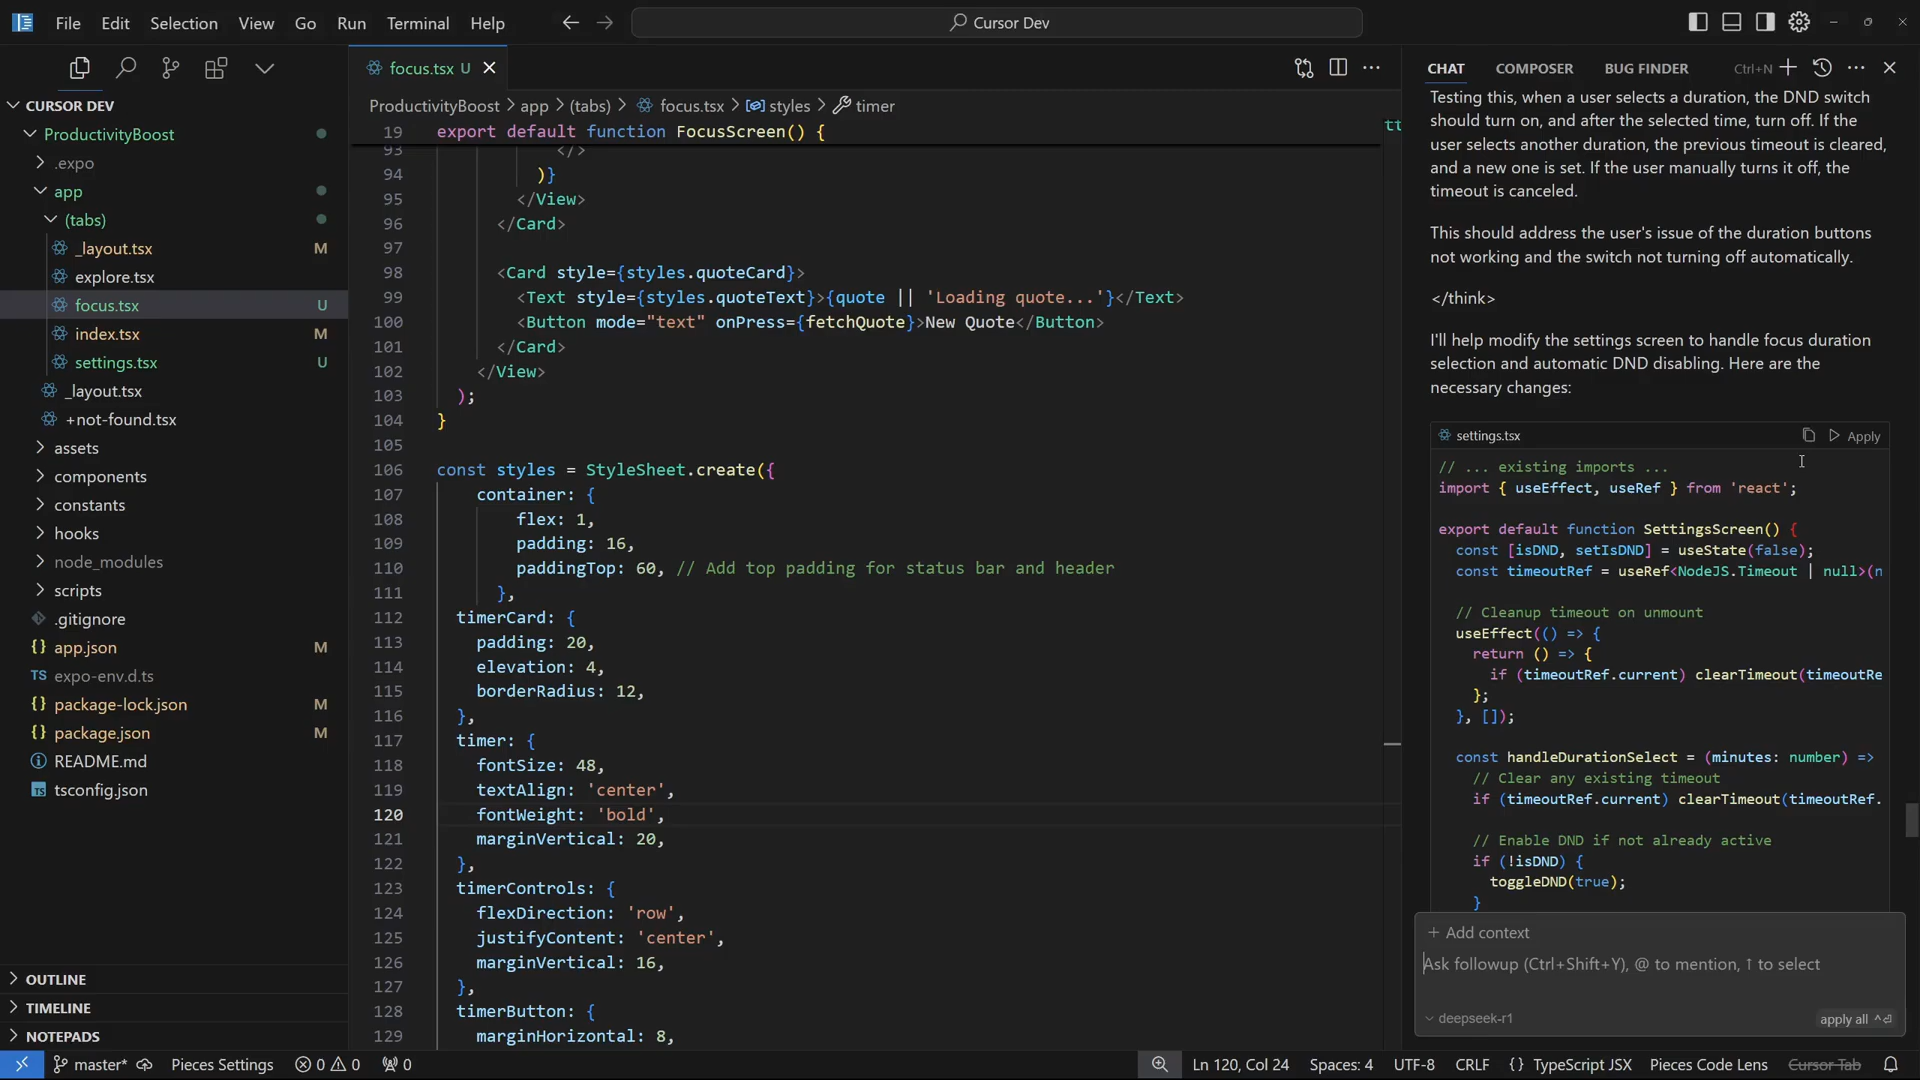 File Edit Selection View Go Run Terminal Help
Cursor Dev
CURSOR DEV
ProductivityBoost
.expo
app
(tabs)
_layout.tsx M
explore.tsx
focus.tsx U
index.tsx M
settings.tsx U
_layout.tsx
+not-found.tsx
assets
components
constants
hooks
node_modules
scripts
.gitignore
{} app.json M
TS expo-env.d.ts
{} package-lock.json M
{} package.json M
README.md
tsconfig.json
OUTLINE
TIMELINE
NOTEPADS
focus.tsx U
ProductivityBoost > app > (tabs) > focus.tsx > styles > timer
19 export default function FocusScreen() {
93 </>
94 )}
95 </View>
96 </Card>
97
98 <Card style={styles.quoteCard}>
99 <Text style={styles.quoteText}>{quote || 'Loading quote...'}</Text>
100 <Button mode="text" onPress={fetchQuote}>New Quote</Button>
101 </Card>
102 </View>
103 );
104 }
105
106 const styles = StyleSheet.create({
107 container: {
108 flex: 1,
109 padding: 16,
110 paddingTop: 60, // Add top padding for status bar and header
111 },
112 timerCard: {
113 padding: 20,
114 elevation: 4,
115 borderRadius: 12,
116 },
117 timer: {
118 fontSize: 48,
119 textAlign: 'center',
120 fontWeight: 'bold',
121 marginVertical: 20,
122 },
123 timerControls: {
124 flexDirection: 'row',
125 justifyContent: 'center',
126 marginVertical: 16,
127 },
128 timerButton: {
129 marginHorizontal: 8,
tt
CHAT COMPOSER BUG FINDER Ctrl+N
Testing this, when a user selects a duration, the DND switch
should turn on, and after the selected time, turn off. If the
user selects another duration, the previous timeout is cleared,
and a new one is set. If the user manually turns it off, the
timeout is canceled.
This should address the user's issue of the duration buttons
not working and the switch not turning off automatically.
</think>
I'll help modify the settings screen to handle focus duration
selection and automatic DND disabling. Here are the
necessary changes:
settings.tsx Apply
// ... existing imports ...
import { useEffect, useRef } from 'react';
export default function SettingsScreen() {
const [isDND, setIsDND] = useState(false);
const timeoutRef = useRef<NodeJS.Timeout | null>(n
// Cleanup timeout on unmount
useEffect(() => {
return () => {
if (timeoutRef.current) clearTimeout(timeoutRe
};
}, []);
const handleDurationSelect = (minutes: number) =>
// Clear any existing timeout
if (timeoutRef.current) clearTimeout(timeoutRef.
// Enable DND if not already active
if (!isDND) {
toggleDND(true);
}
+ Add context
Ask followup (Ctrl+Shift+Y), @ to mention, ↑ to select
deepseek-r1 apply all ^⏎
master* Pieces Settings 0 0 0 Ln 120, Col 24 Spaces: 4 UTF-8 CRLF {} TypeScript JSX Pieces Code Lens Cursor Tab